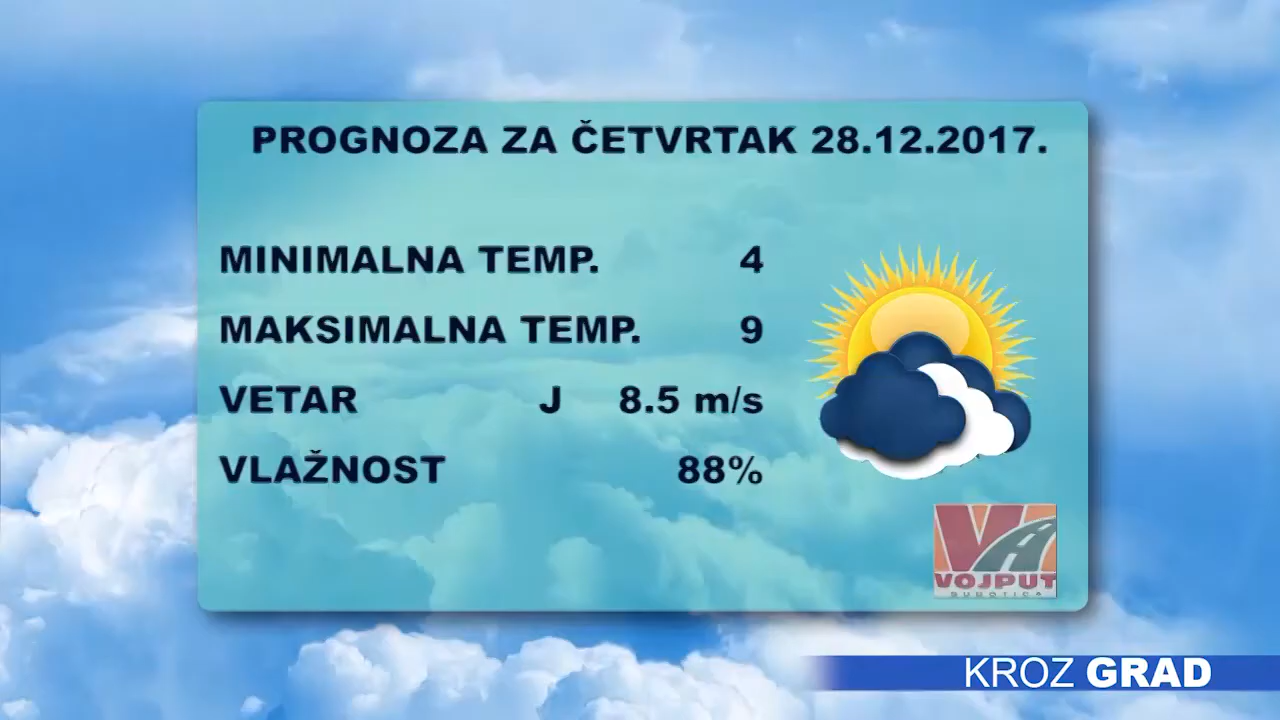 PROGNOZA ZA ČETVRTAK 28.12.2017.
MINIMALNA TEMP. 4
MAKSIMALNA TEMP. 9
VETAR J 8.5 m/s
VLAŽNOST 88%
VOJPUT
SUBOTICA
KROZ GRAD